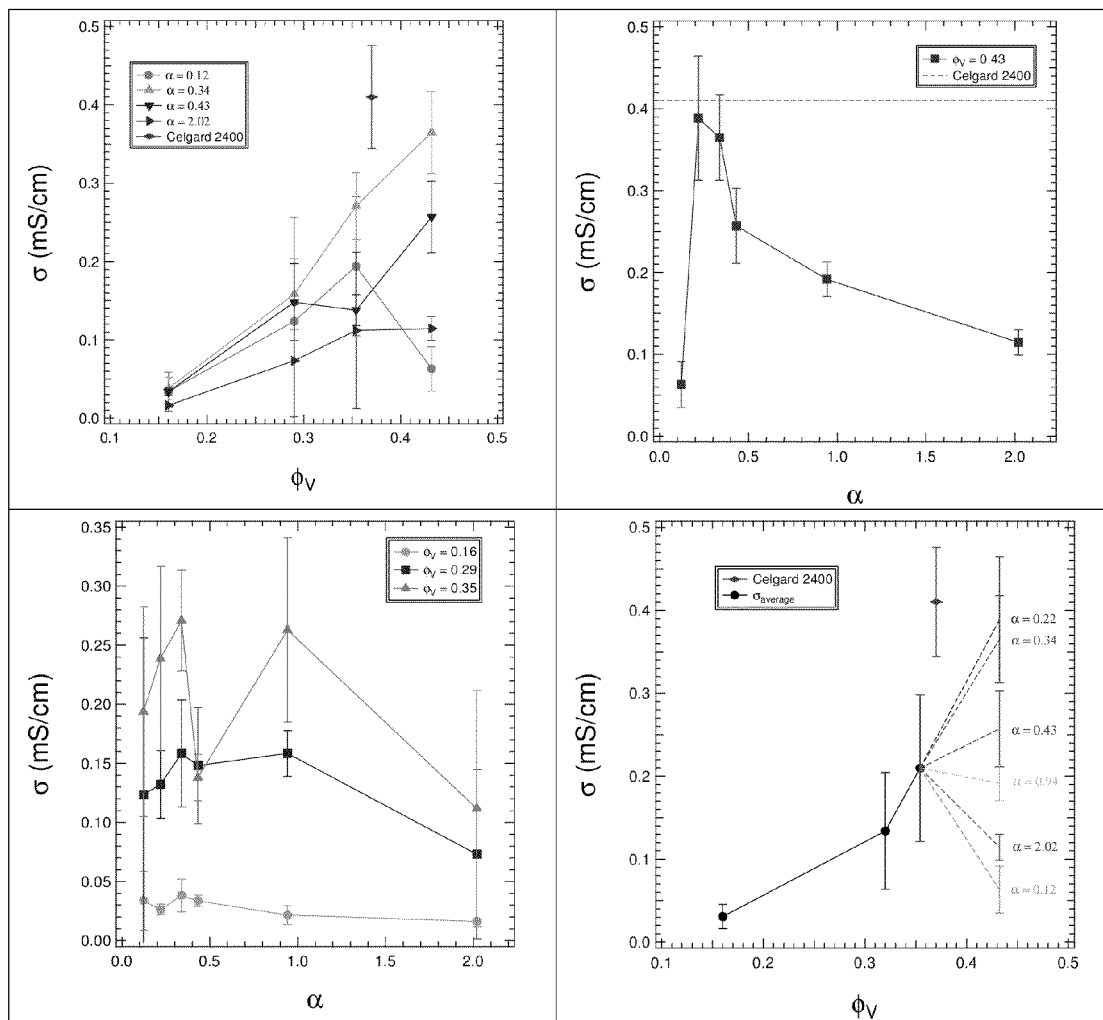 0.5
0.4
0.3
0.2
0.1
0.0
σ (mS/cm)
α = 0.12
α = 0.34
α = 0.43
α = 2.02
Celgard 2400
0.1 0.2 0.3 0.4 0.5
ϕV
0.5
0.4
0.3
0.2
0.1
0.0
σ (mS/cm)
ϕV = 0.43
Celgard 2400
0.0 0.5 1.0 1.5 2.0
α
0.35
0.30
0.25
0.20
0.15
0.10
0.05
0.00
σ (mS/cm)
ϕV = 0.16
ϕV = 0.29
ϕV = 0.35
0.0 0.5 1.0 1.5 2.0
α
0.5
0.4
0.3
0.2
0.1
0.0
σ (mS/cm)
Celgard 2400
σaverage
α = 0.22
α = 0.34
α = 0.43
α = 0.94
α = 2.02
α = 0.12
0.1 0.2 0.3 0.4 0.5
ϕV